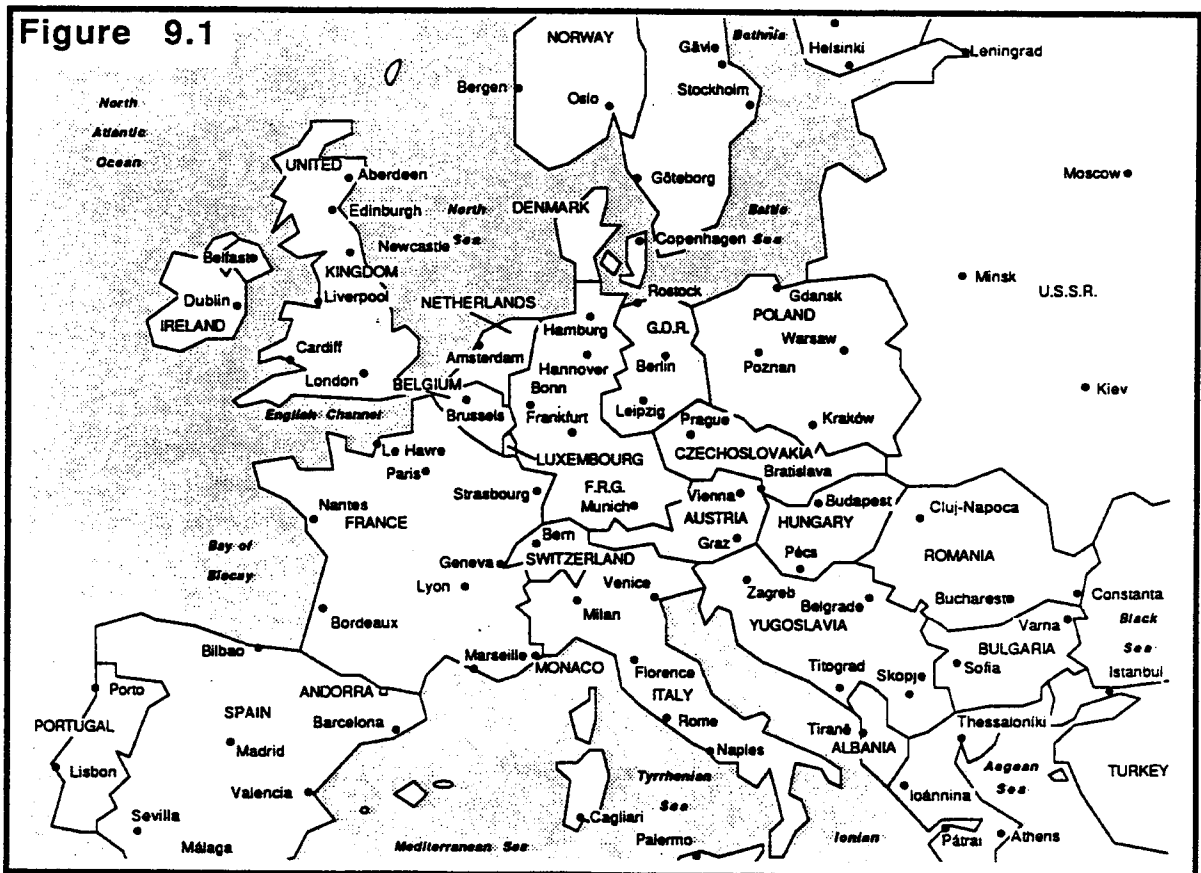 Figure 9.1
NORWAY
Gävle
Bothnia
Helsinki
Leningrad
Bergen
Oslo
Stockholm
North
Atlantic
Ocean
UNITED
Aberdeen
Göteborg
Moscow
Edinburgh
North
Sea
DENMARK
Baltic
Sea
Newcastle
Copenhagen
Belfast
KINGDOM
Minsk
Dublin
Liverpool
NETHERLANDS
Rostock
Gdansk
U.S.S.R.
IRELAND
Hamburg
G.D.R.
POLAND
Cardiff
Amsterdam
Hannover
Berlin
Warsaw
Poznan
London
BELGIUM
Bonn
Kiev
English Channel
Brussels
Frankfurt
Leipzig
Prague
Kraków
Le Havre
LUXEMBOURG
CZECHOSLOVAKIA
Paris
Bratislava
Strasbourg
F.R.G.
Vienna
Budapest
Nantes
Munich
Cluj-Napoca
FRANCE
AUSTRIA
HUNGARY
Bern
Graz
Bay of
Biscay
Geneva
SWITZERLAND
Pécs
ROMANIA
Lyon
Venice
Zagreb
Belgrade
Bucharest
Constanta
Milan
Bordeaux
YUGOSLAVIA
Varna
Black
Sea
Bilbao
Marseille
MONACO
BULGARIA
Florence
Titograd
Skopje
Sofia
Istanbul
Porto
ANDORRA
ITALY
SPAIN
Barcelona
Rome
PORTUGAL
Tiranë
Thessaloníki
Madrid
Naples
ALBANIA
Lisbon
Tyrrhenian
Sea
Aegean
Sea
TURKEY
Valencia
Ioánnina
Sevilla
Cagliari
Málaga
Mediterranean Sea
Palermo
Ionian
Pátrai
Athens